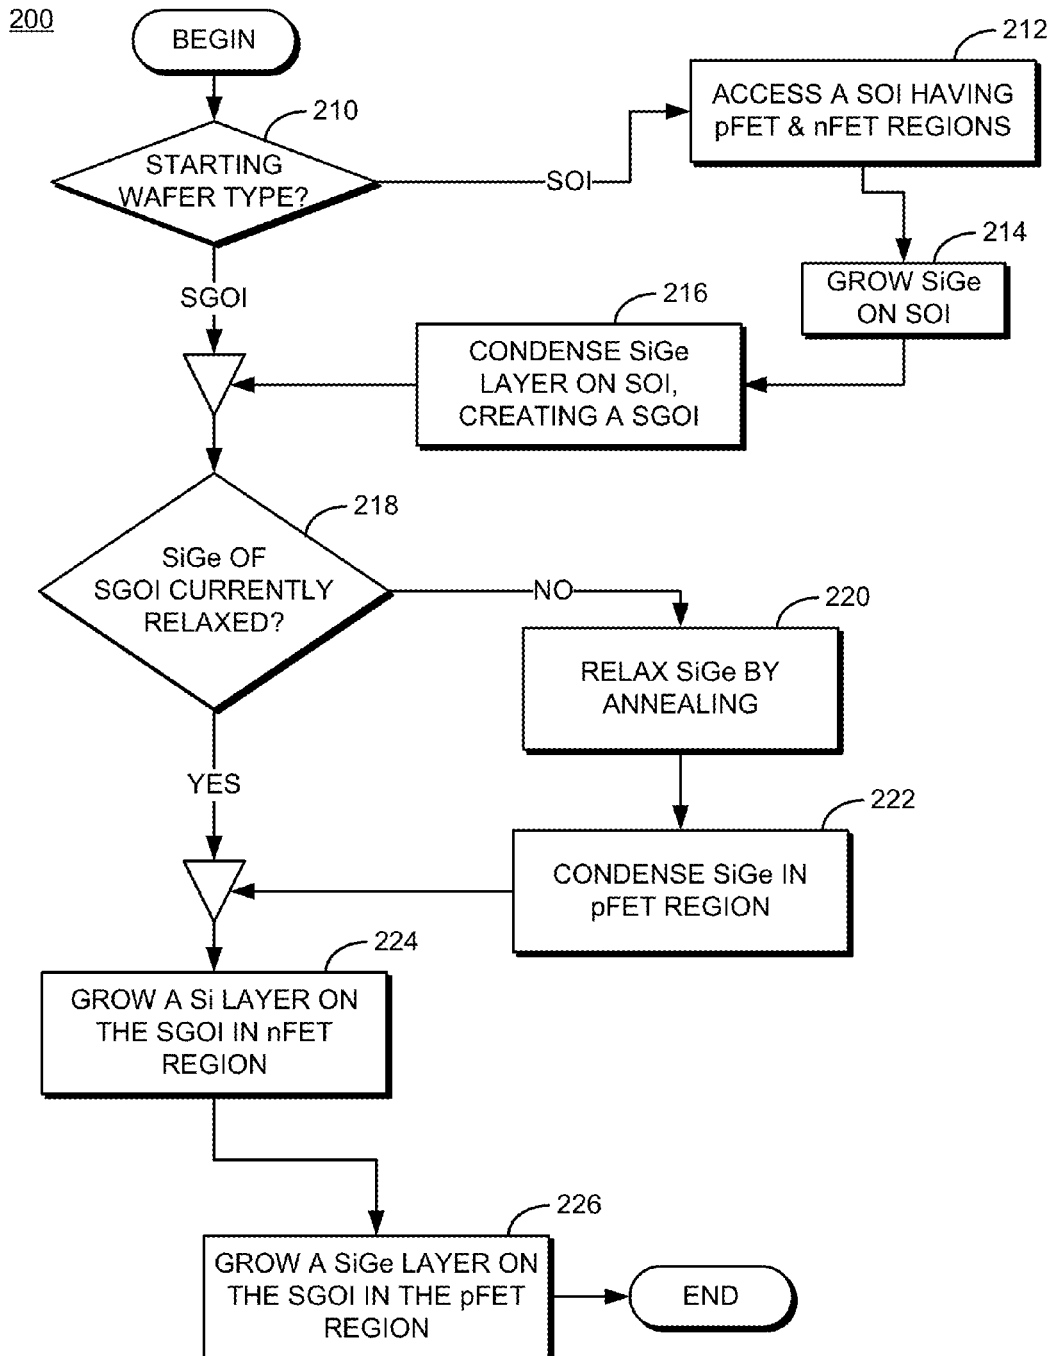 200
BEGIN
210
STARTING
WAFER TYPE?
SOI
212
ACCESS A SOI HAVING
pFET & nFET REGIONS
214
GROW SiGe
ON SOI
SGOI
216
CONDENSE SiGe
LAYER ON SOI,
CREATING A SGOI
218
SiGe OF
SGOI CURRENTLY
RELAXED?
NO
220
RELAX SiGe BY
ANNEALING
YES
222
CONDENSE SiGe IN
pFET REGION
224
GROW A Si LAYER ON
THE SGOI IN nFET
REGION
226
GROW A SiGe LAYER ON
THE SGOI IN THE pFET
REGION
END